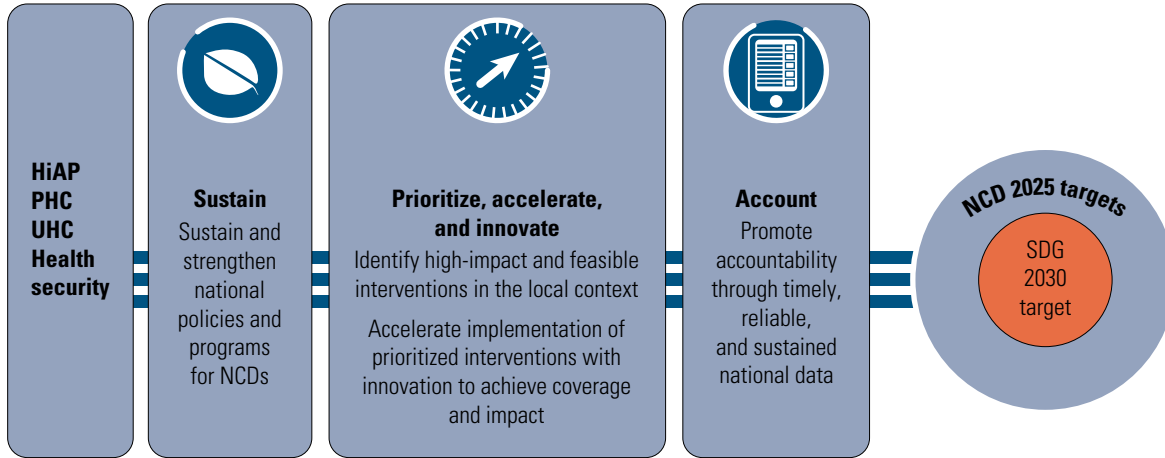 HiAP
PHC
UHC
Health
security
Sustain
Sustain and
strengthen
national
policies and
programs
for NCDs
Prioritize, accelerate,
and innovate
Identify high-impact and feasible
interventions in the local context
Accelerate implementation of
prioritized interventions with
innovation to achieve coverage
and impact
Account
Promote
accountability
through timely,
reliable,
and sustained
national data
NCD 2025 targets
SDG
2030
target